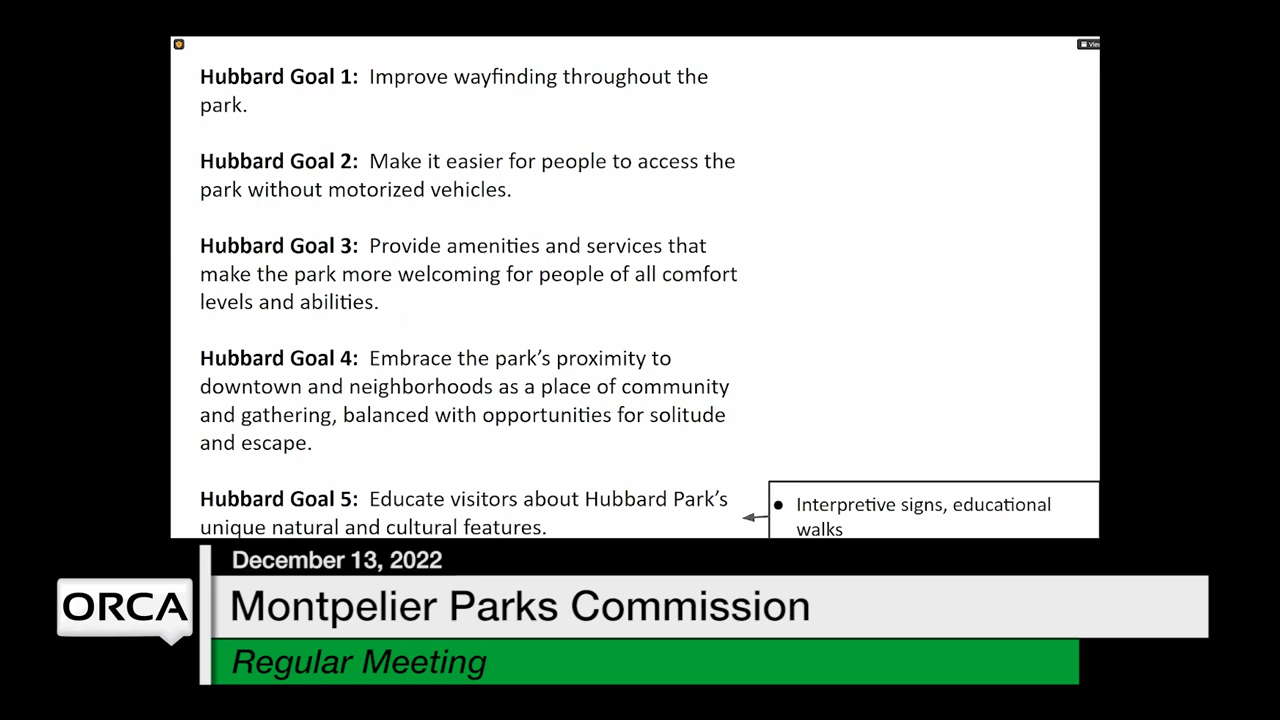 Hubbard Goal 1: Improve wayfinding throughout the
park.
Hubbard Goal 2: Make it easier for people to access the
park without motorized vehicles.
Hubbard Goal 3: Provide amenities and services that
make the park more welcoming for people of all comfort
levels and abilities.
Hubbard Goal 4: Embrace the park’s proximity to
downtown and neighborhoods as a place of community
and gathering, balanced with opportunities for solitude
and escape.
Hubbard Goal 5: Educate visitors about Hubbard Park’s
unique natural and cultural features.
● Interpretive signs, educational
walks
December 13, 2022
ORCA
Montpelier Parks Commission
Regular Meeting